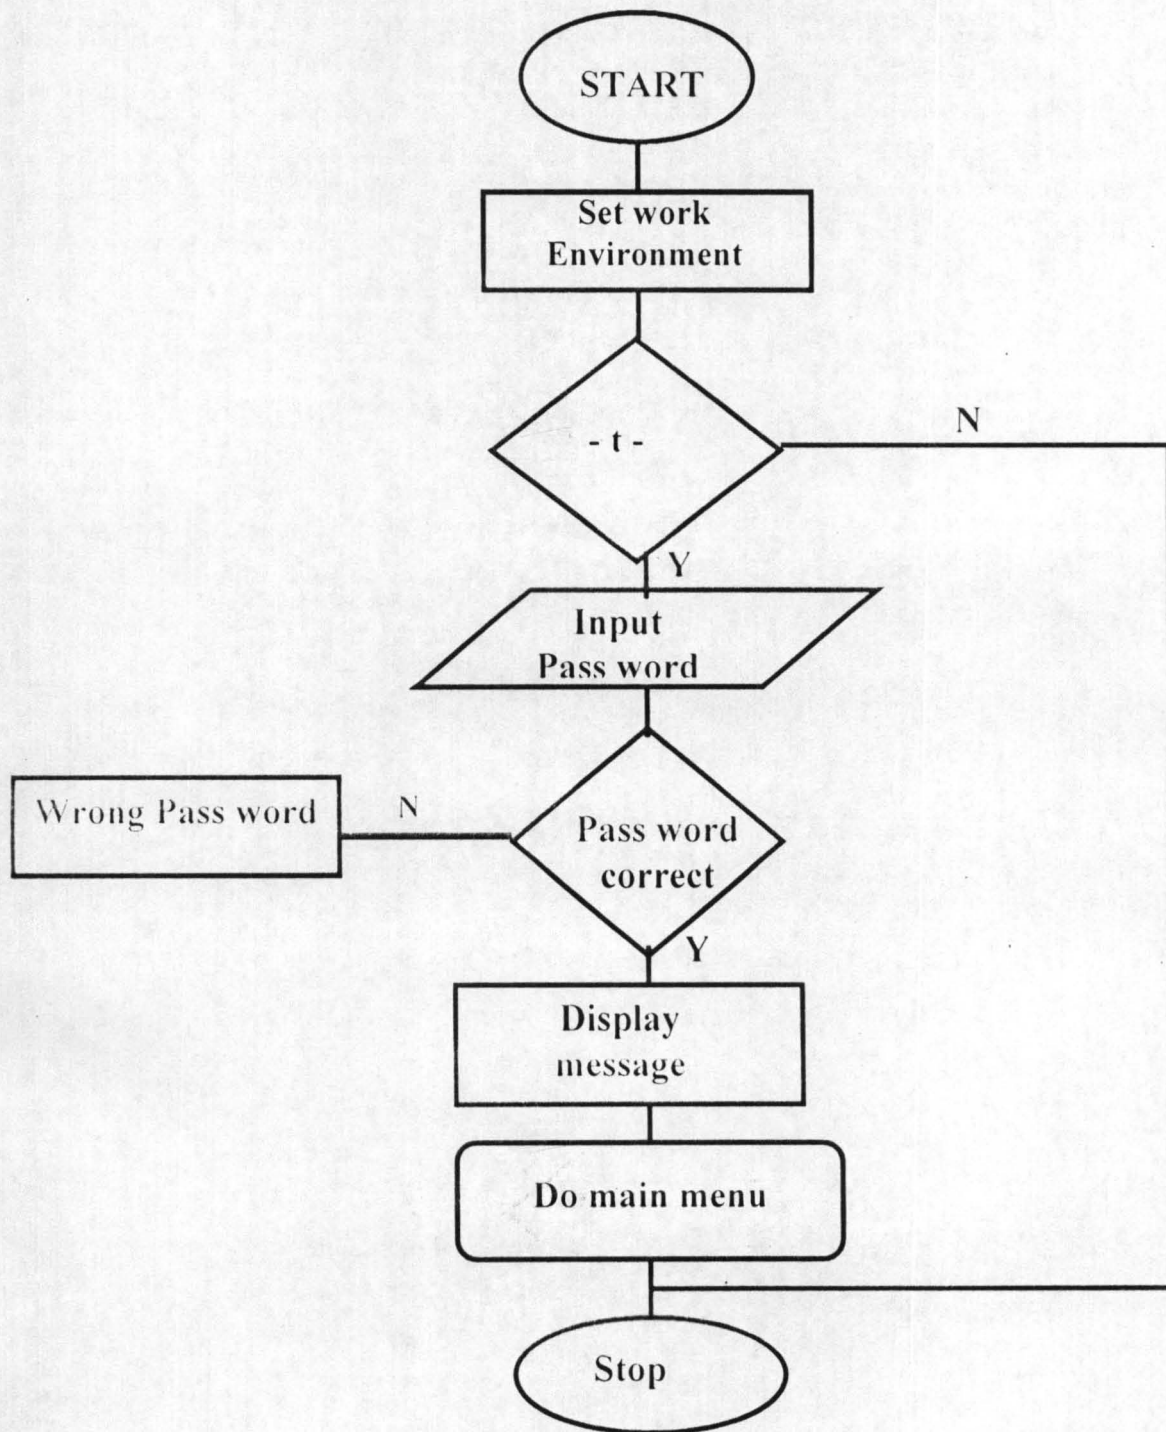 START
Set work
Environment
- t -
N
Y
Input
Pass word
Wrong Pass word
N
Pass word
correct
Y
Display
message
Do main menu
Stop